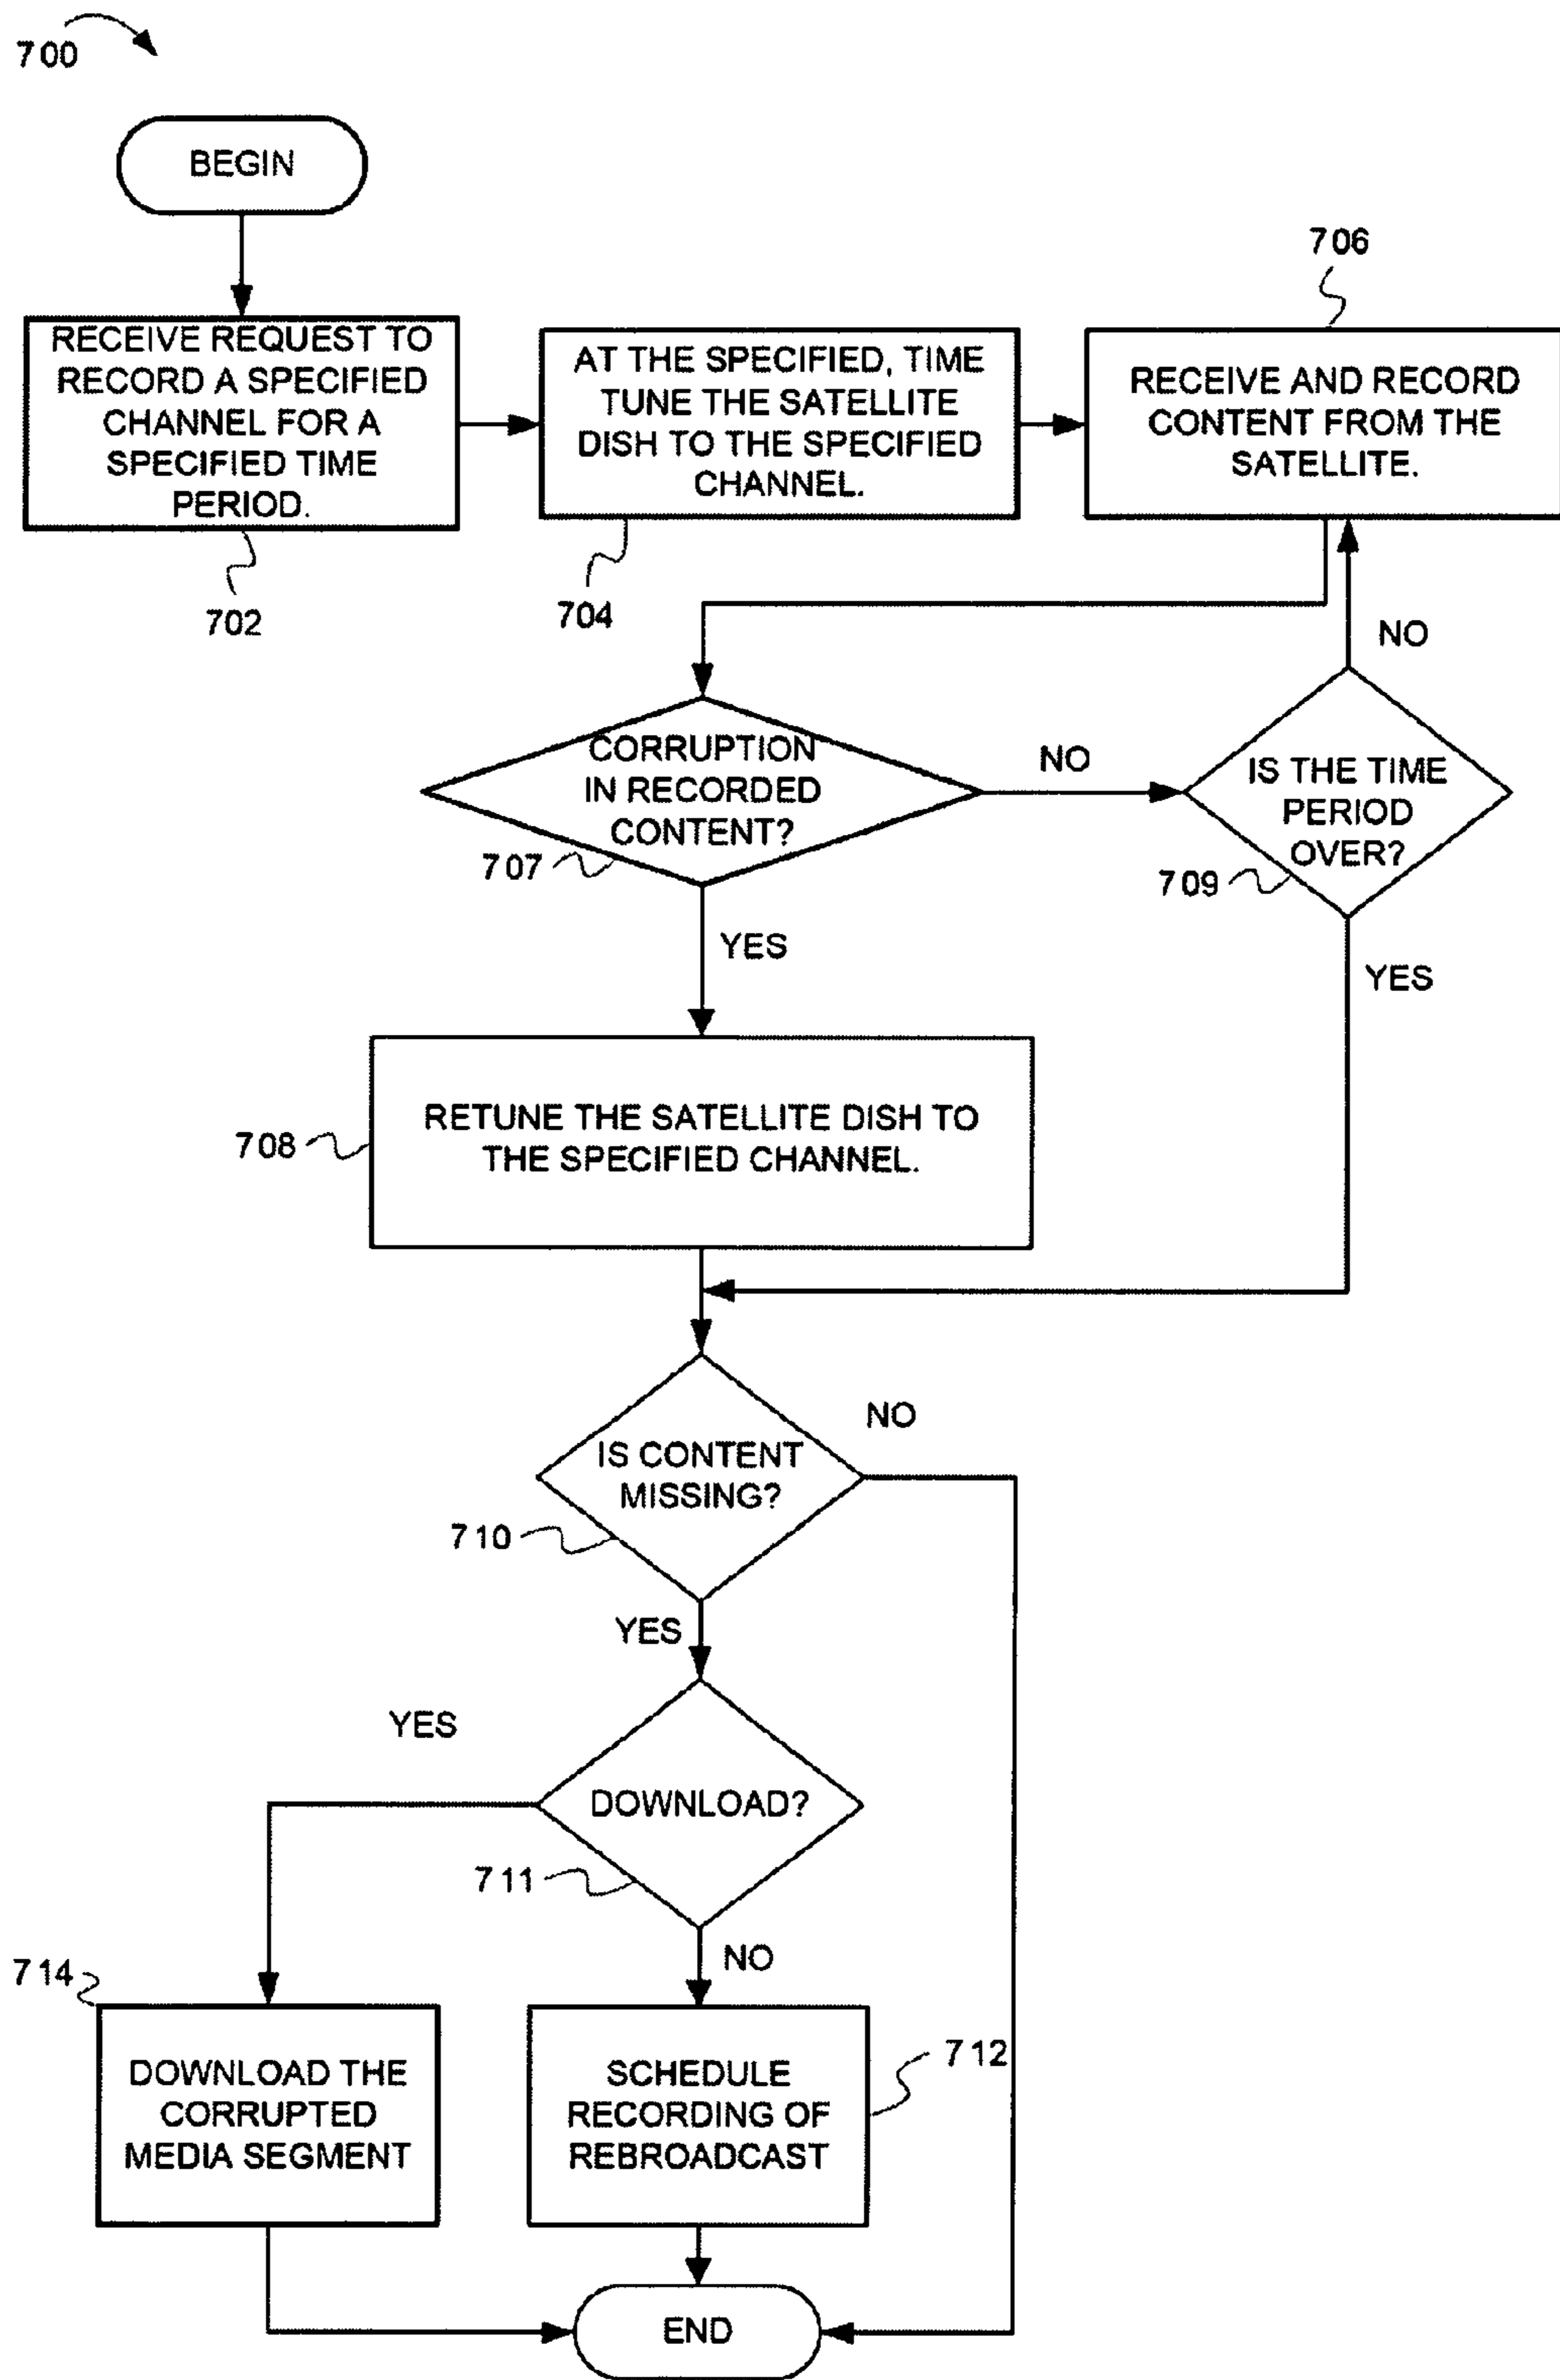 700
BEGIN
706
RECEIVE REQUEST TO
RECORD A SPECIFIED
CHANNEL FOR A
SPECIFIED TIME
PERIOD.
AT THE SPECIFIED, TIME
TUNE THE SATELLITE
DISH TO THE SPECIFIED
CHANNEL.
RECEIVE AND RECORD
CONTENT FROM THE
SATELLITE.
702
704
NO
CORRUPTION
IN RECORDED
CONTENT?
NO
IS THE TIME
PERIOD
OVER?
707
709
YES
YES
RETUNE THE SATELLITE DISH TO
THE SPECIFIED CHANNEL.
708
NO
IS CONTENT
MISSING?
710
YES
YES
DOWNLOAD?
711
NO
714
DOWNLOAD THE
CORRUPTED
MEDIA SEGMENT
SCHEDULE
RECORDING OF
REBROADCAST
712
END